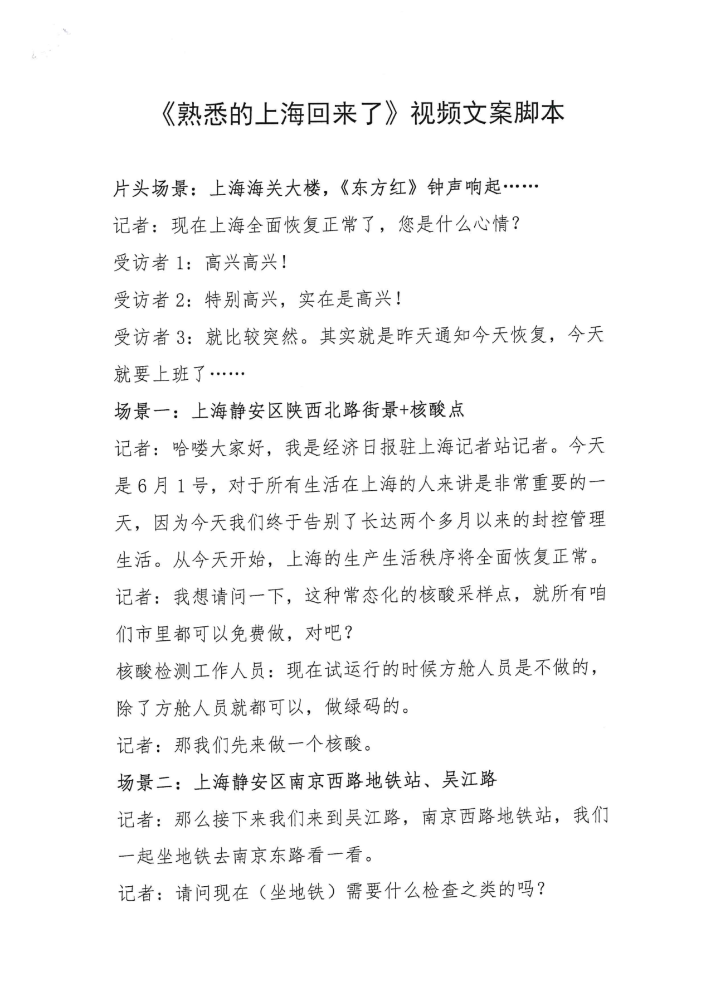 《熟悉的上海回来了》视频文案脚本
片头场景：上海海关大楼，《东方红》钟声响起……
记者：现在上海全面恢复正常了，您是什么心情？
受访者 1：高兴高兴！
受访者 2：特别高兴，实在是高兴！
受访者 3：就比较突然。其实就是昨天通知今天恢复，今天
就要上班了……
场景一：上海静安区陕西北路街景+核酸点
记者：哈喽大家好，我是经济日报驻上海记者站记者。今天
是 6 月 1 号，对于所有生活在上海的人来讲是非常重要的一
天，因为今天我们终于告别了长达两个多月以来的封控管理
生活。从今天开始，上海的生产生活秩序将全面恢复正常。
记者：我想请问一下，这种常态化的核酸采样点，就所有咱
们市里都可以免费做，对吧？
核酸检测工作人员：现在试运行的时候方舱人员是不做的，
除了方舱人员就都可以，做绿码的。
记者：那我们先来做一个核酸。
场景二：上海静安区南京西路地铁站、吴江路
记者：那么接下来我们来到吴江路，南京西路地铁站，我们
一起坐地铁去南京东路看一看。
记者：请问现在（坐地铁）需要什么检查之类的吗？